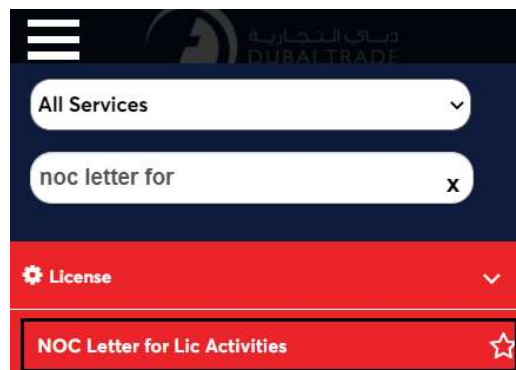 دبي التجارية
DUBAI TRADE
All Services
noc letter for
x
License
NOC Letter for Lic Activities